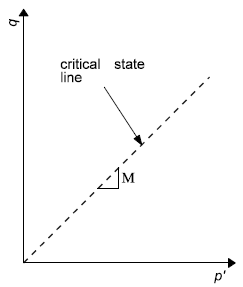 q
critical state
line
M
p'